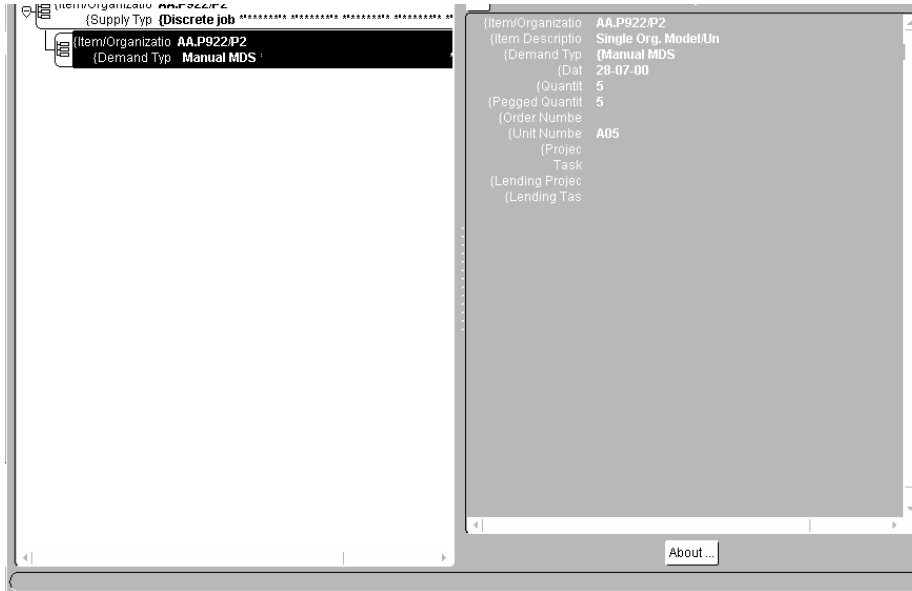 {Item/Organizatio AA.P922/P2
{Supply Typ {Discrete job ********* ********* ********* ********* *
{Item/Organizatio AA.P922/P2
{Demand Typ Manual MDS
{Item/Organizatio AA.P922/P2
{Item Descriptio Single Org. Model/Un
{Demand Typ {Manual MDS
{Dat 28-07-00
{Quantit 5
{Pegged Quantit 5
{Order Numbe
{Unit Numbe A05
{Projec
Task
{Lending Projec
{Lending Tas
About ...